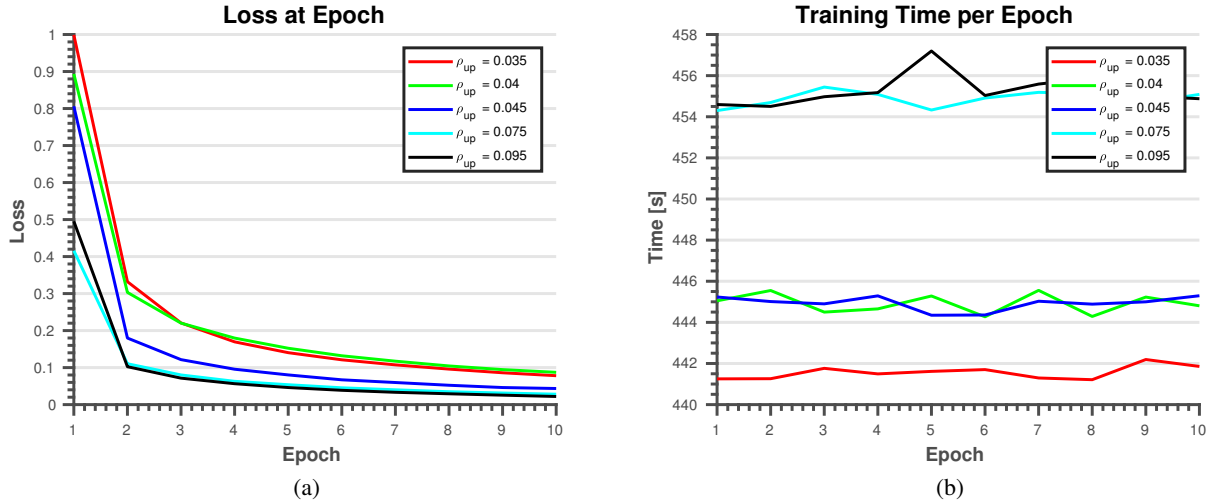 Loss at Epoch
1
0.9
0.8
0.7
0.6
0.5
0.4
0.3
0.2
0.1
0
Loss
ρup = 0.035
ρup = 0.04
ρup = 0.045
ρup = 0.075
ρup = 0.095
1 2 3 4 5 6 7 8 9 10
Epoch
(a)
Training Time per Epoch
458
456
454
452
450
448
446
444
442
440
Time [s]
ρup = 0.035
ρup = 0.04
ρup = 0.045
ρup = 0.075
ρup = 0.095
1 2 3 4 5 6 7 8 9 10
Epoch
(b)